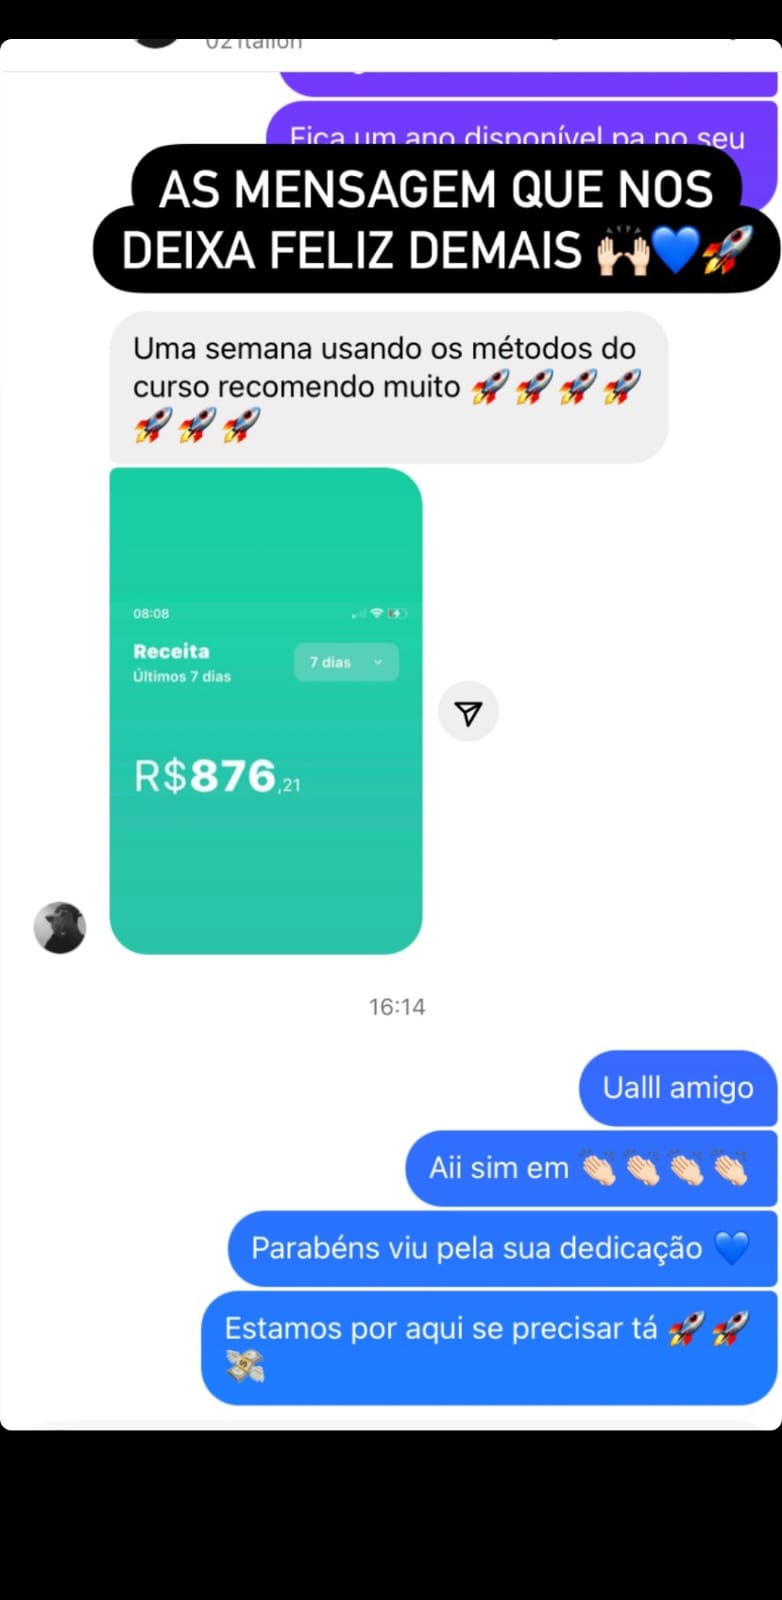 Fica um ano disponível pa no seu
AS MENSAGEM QUE NOS
DEIXA FELIZ DEMAIS 🙌🏻💙🚀
Uma semana usando os métodos do
curso recomendo muito 🚀🚀🚀🚀
🚀🚀🚀
08:08
Receita
Últimos 7 dias
7 dias
R$876,21
16:14
Ualll amigo
Aii sim em 👏🏻👏🏻👏🏻👏🏻
Parabéns viu pela sua dedicação 💙
Estamos por aqui se precisar tá 🚀🚀
💸